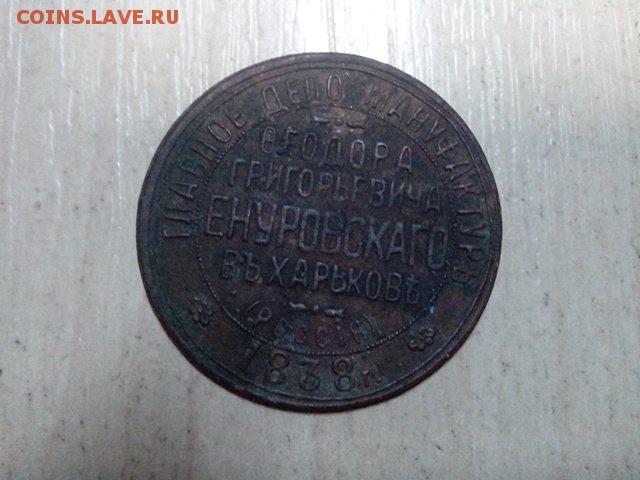 COINS.LAVE.RU
ГЛАВНОЕ ДЕПО МАНУФАКТУРЪ
ѲЕОДОРА
ГРИГОРЬЕВИЧА
ЕНУРОВСКАГО
ВЪ ХАРЬКОВѢ
(РОССІЯ)
1838 г.